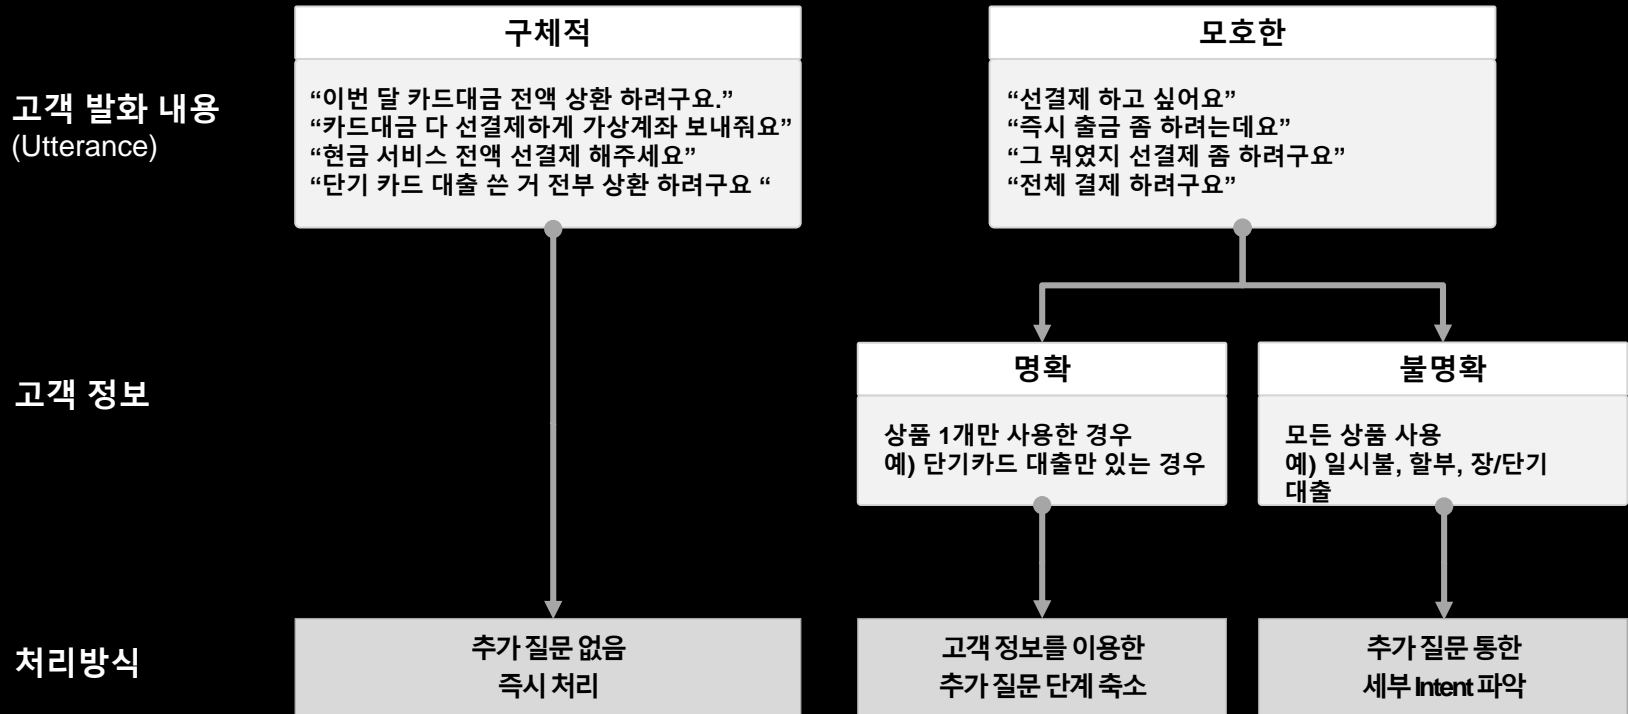 구체적
모호한
고객 발화 내용
(Utterance)
“이번 달 카드대금 전액 상환 하려구요.”
“카드대금 다 선결제하게 가상계좌 보내줘요”
“현금 서비스 전액 선결제 해주세요”
“단기 카드 대출 쓴 거 전부 상환 하려구요 “
“선결제 하고 싶어요”
“즉시 출금 좀 하려는데요”
“그 뭐였지 선결제 좀 하려구요”
“전체 결제 하려구요”
고객 정보
명확
상품 1개만 사용한 경우
예) 단기카드 대출만 있는 경우
불명확
모든 상품 사용
예) 일시불, 할부, 장/단기
대출
처리방식
추가 질문 없음
즉시 처리
고객 정보를 이용한
추가 질문 단계 축소
추가 질문 통한
세부 Intent 파악